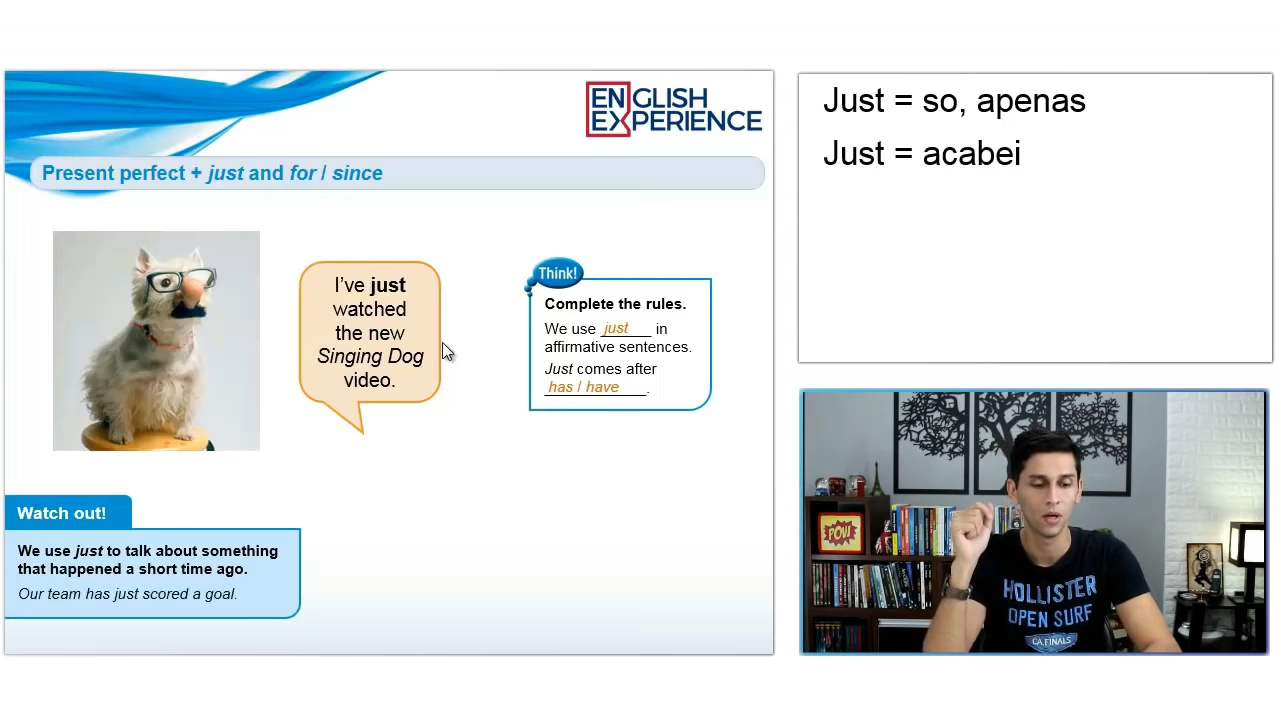 ENGLISH
EXPERIENCE
Present perfect + just and for / since
I've just
watched
the new
Singing Dog
video.
Think!
Complete the rules.
We use just in
affirmative sentences.
Just comes after
has / have.
Watch out!
We use just to talk about something
that happened a short time ago.
Our team has just scored a goal.
Just = so, apenas
Just = acabei
POW!
HOLLISTER
OPEN SURF
CA.FINALS